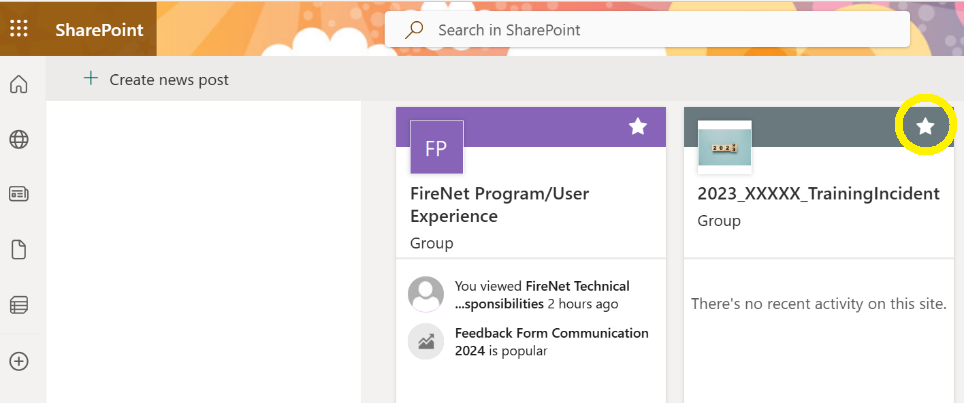 SharePoint
Search in SharePoint
Create news post
FP
FireNet Program/User
Experience
Group
You viewed FireNet Technical
...sponsibilities 2 hours ago
Feedback Form Communication
2024 is popular
2023_XXXXX_TrainingIncident
Group
There's no recent activity on this site.